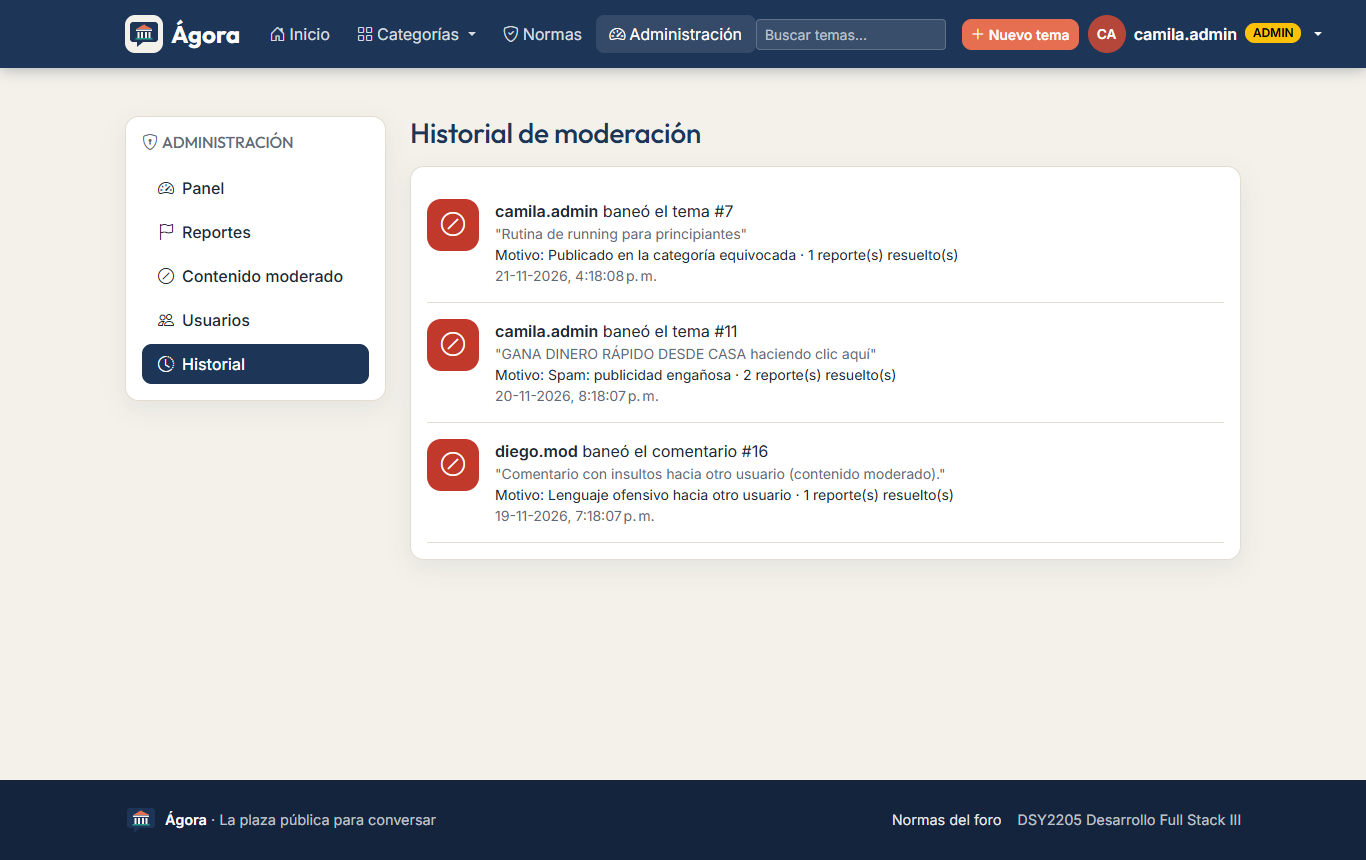 Ágora
Inicio
Categorías
Normas
Administración
Buscar temas...
+ Nuevo tema
CA
camila.admin
ADMIN
ADMINISTRACIÓN
Panel
Reportes
Contenido moderado
Usuarios
Historial
Historial de moderación
camila.admin baneó el tema #7
"Rutina de running para principiantes"
Motivo: Publicado en la categoría equivocada · 1 reporte(s) resuelto(s)
21-11-2026, 4:18:08 p. m.
camila.admin baneó el tema #11
"GANA DINERO RÁPIDO DESDE CASA haciendo clic aquí"
Motivo: Spam: publicidad engañosa · 2 reporte(s) resuelto(s)
20-11-2026, 8:18:07 p. m.
diego.mod baneó el comentario #16
"Comentario con insultos hacia otro usuario (contenido moderado)."
Motivo: Lenguaje ofensivo hacia otro usuario · 1 reporte(s) resuelto(s)
19-11-2026, 7:18:07 p. m.
Ágora · La plaza pública para conversar
Normas del foro
DSY2205 Desarrollo Full Stack III